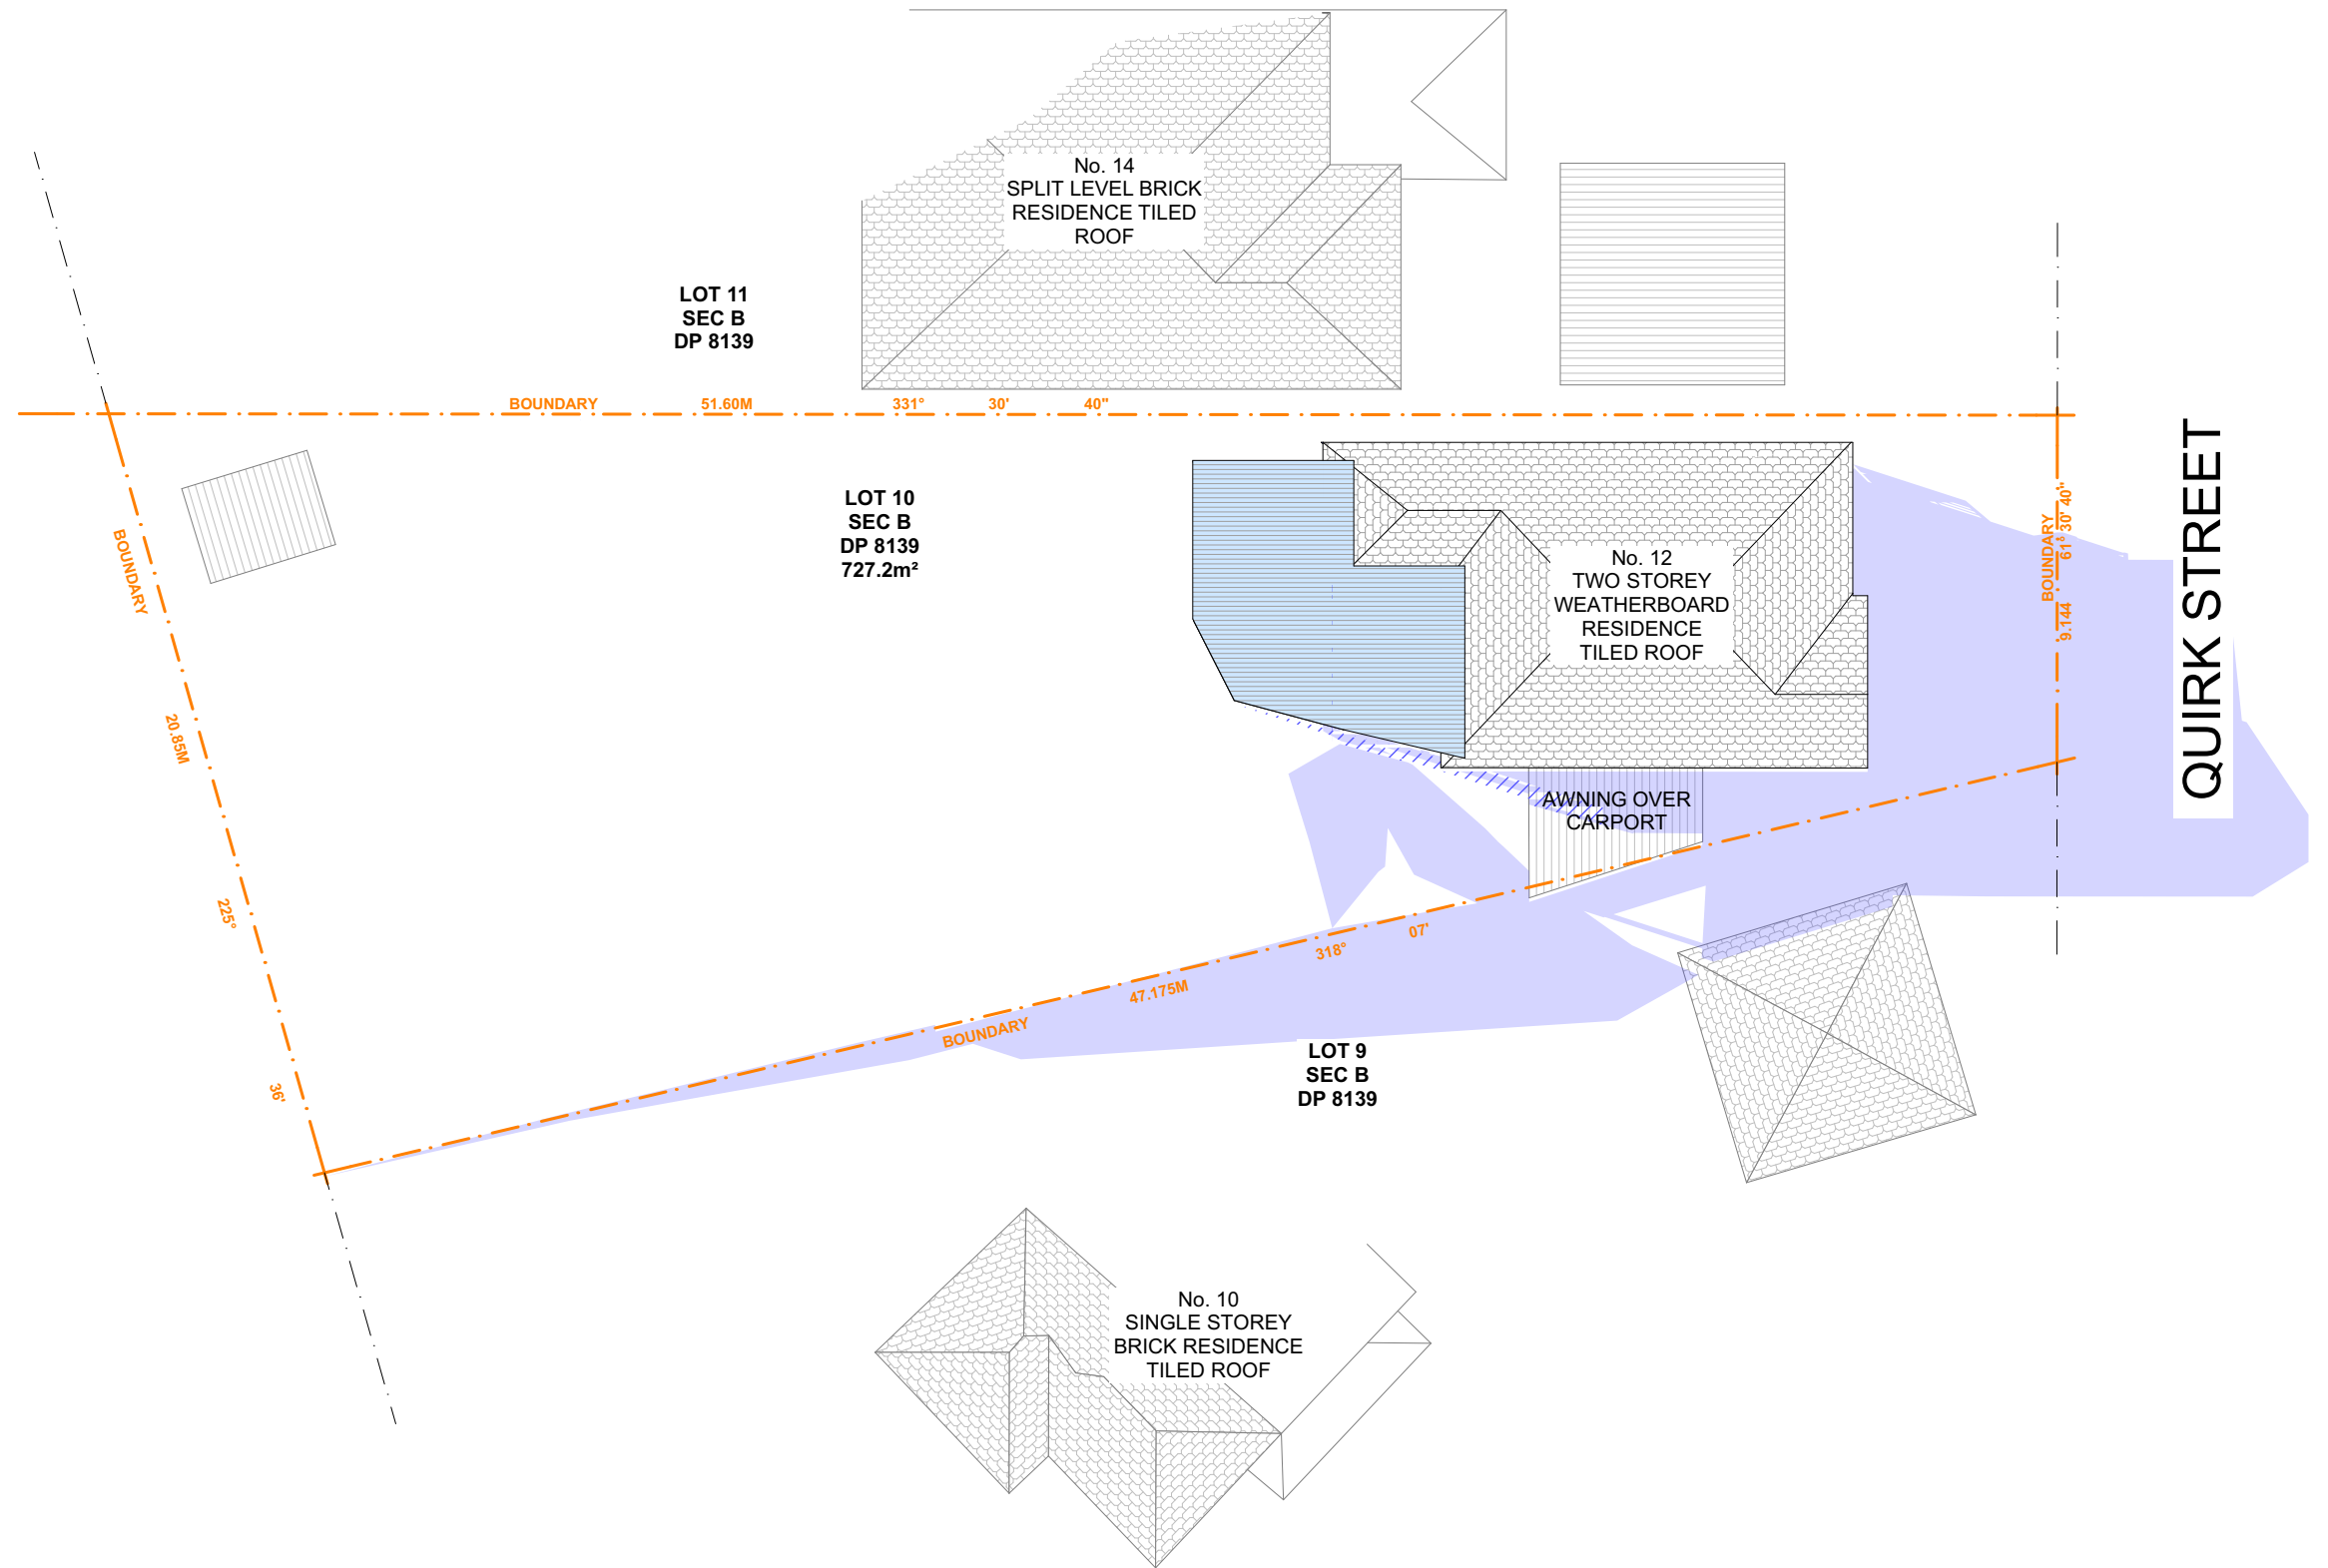 No. 14
SPLIT LEVEL BRICK
RESIDENCE TILED
ROOF
LOT 11
SEC B
DP 8139
BOUNDARY 51.60M 331° 30' 40"
LOT 10
SEC B
DP 8139
727.2m²
No. 12
TWO STOREY
WEATHERBOARD
RESIDENCE
TILED ROOF
BOUNDARY
9.144 61° 30' 40"
QUIRK STREET
BOUNDARY 20.85M 225° 36'
AWNING OVER
CARPORT
BOUNDARY 47.175M 318° 07'
LOT 9
SEC B
DP 8139
No. 10
SINGLE STOREY
BRICK RESIDENCE
TILED ROOF